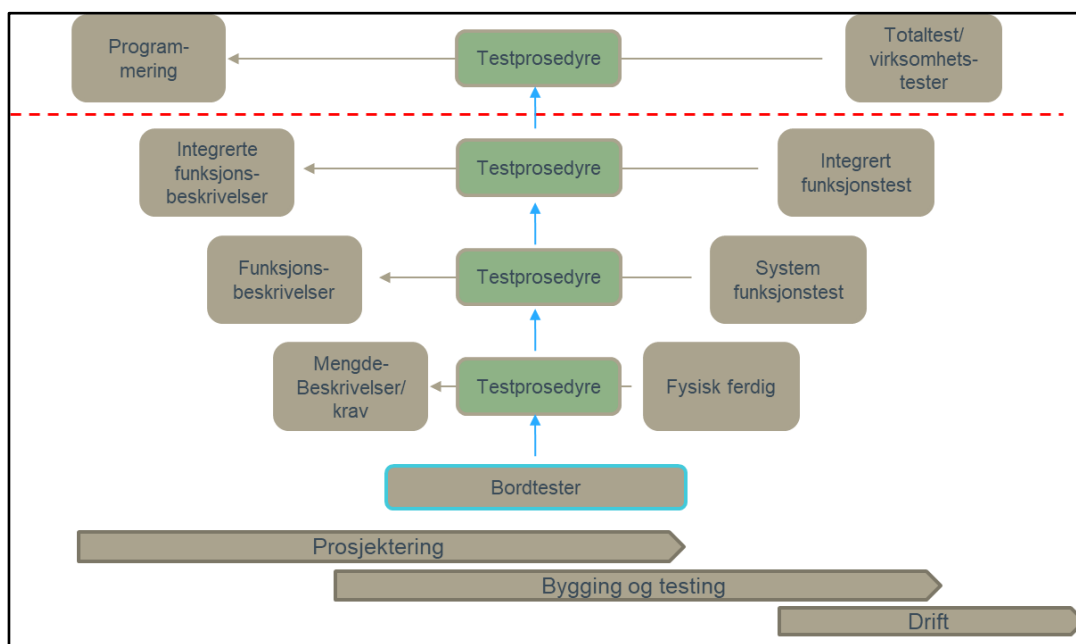 Program-
mering
Testprosedyre
Totaltest/
virksomhets-
tester
Integrerte
funksjons-
beskrivelser
Testprosedyre
Integrert
funksjonstest
Funksjons-
beskrivelser
Testprosedyre
System
funksjonstest
Mengde-
Beskrivelser/
krav
Testprosedyre
Fysisk ferdig
Bordtester
Prosjektering
Bygging og testing
Drift